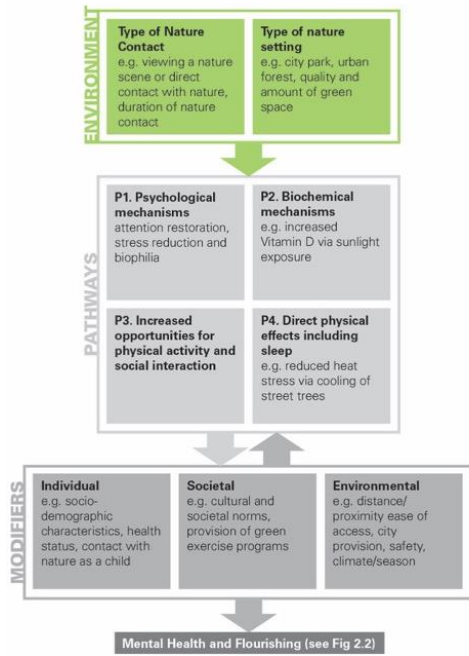 ENVIRONMENT
Type of Nature
Contact
e.g. viewing a nature
scene or direct
contact with nature,
duration of nature
contact
Type of nature
setting
e.g. city park, urban
forest, quality and
amount of green
space
PATHWAYS
P1. Psychological
mechanisms
attention restoration,
stress reduction and
biophilia
P2. Biochemical
mechanisms
e.g. increased
Vitamin D via sunlight
exposure
P3. Increased
opportunities for
physical activity and
social interaction
P4. Direct physical
effects including
sleep
e.g. reduced heat
stress via cooling of
street trees
MODIFIERS
Individual
e.g. socio-
demographic
characteristics, health
status, contact with
nature as a child
Societal
e.g. cultural and
societal norms,
provision of green
exercise programs
Environmental
e.g. distance/
proximity ease of
access, city
provision, safety,
climate/season
Mental Health and Flourishing (see Fig 2.2)